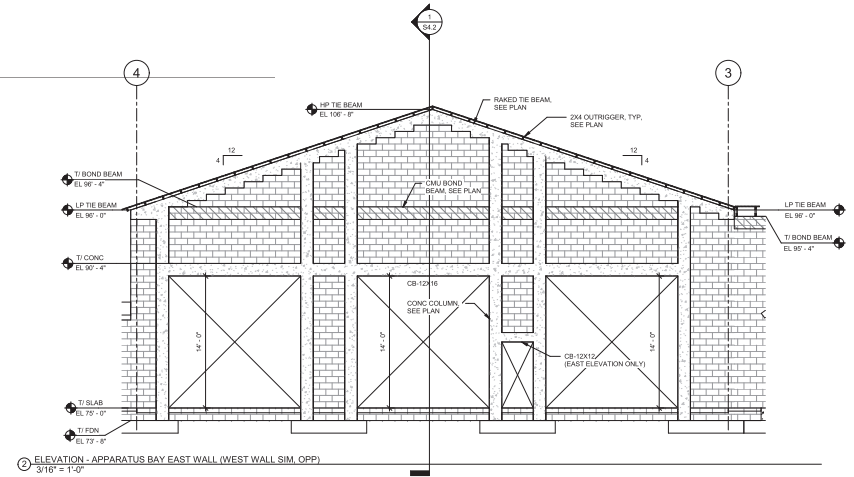 1
S4.2
4
3
HP TIE BEAM
EL 106' - 8"
RAKED TIE BEAM,
SEE PLAN
2X4 OUTRIGGER, TYP,
SEE PLAN
12
4
12
4
T/ BOND BEAM
EL 96' - 4"
CMU BOND
BEAM, SEE PLAN
LP TIE BEAM
EL 96' - 0"
LP TIE BEAM
EL 96' - 0"
T/ BOND BEAM
EL 95' - 4"
T/ CONC
EL 90' - 4"
CB-12X16
CONC COLUMN,
SEE PLAN
14' - 0"
14' - 0"
14' - 0"
CB-12X12
(EAST ELEVATION ONLY)
T/ SLAB
EL 75' - 0"
T/ FDN
EL 73' - 8"
2
ELEVATION - APPARATUS BAY EAST WALL (WEST WALL SIM, OPP)
3/16" = 1'-0"